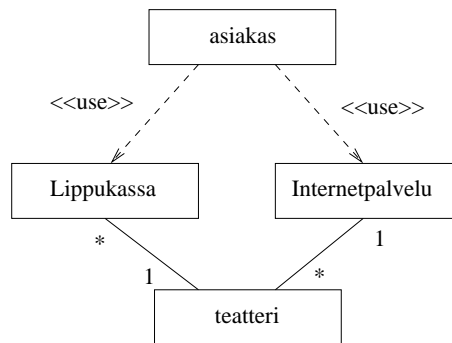 asiakas
<<use>>
<<use>>
Lippukassa
Internetpalvelu
*
1
1
*
teatteri